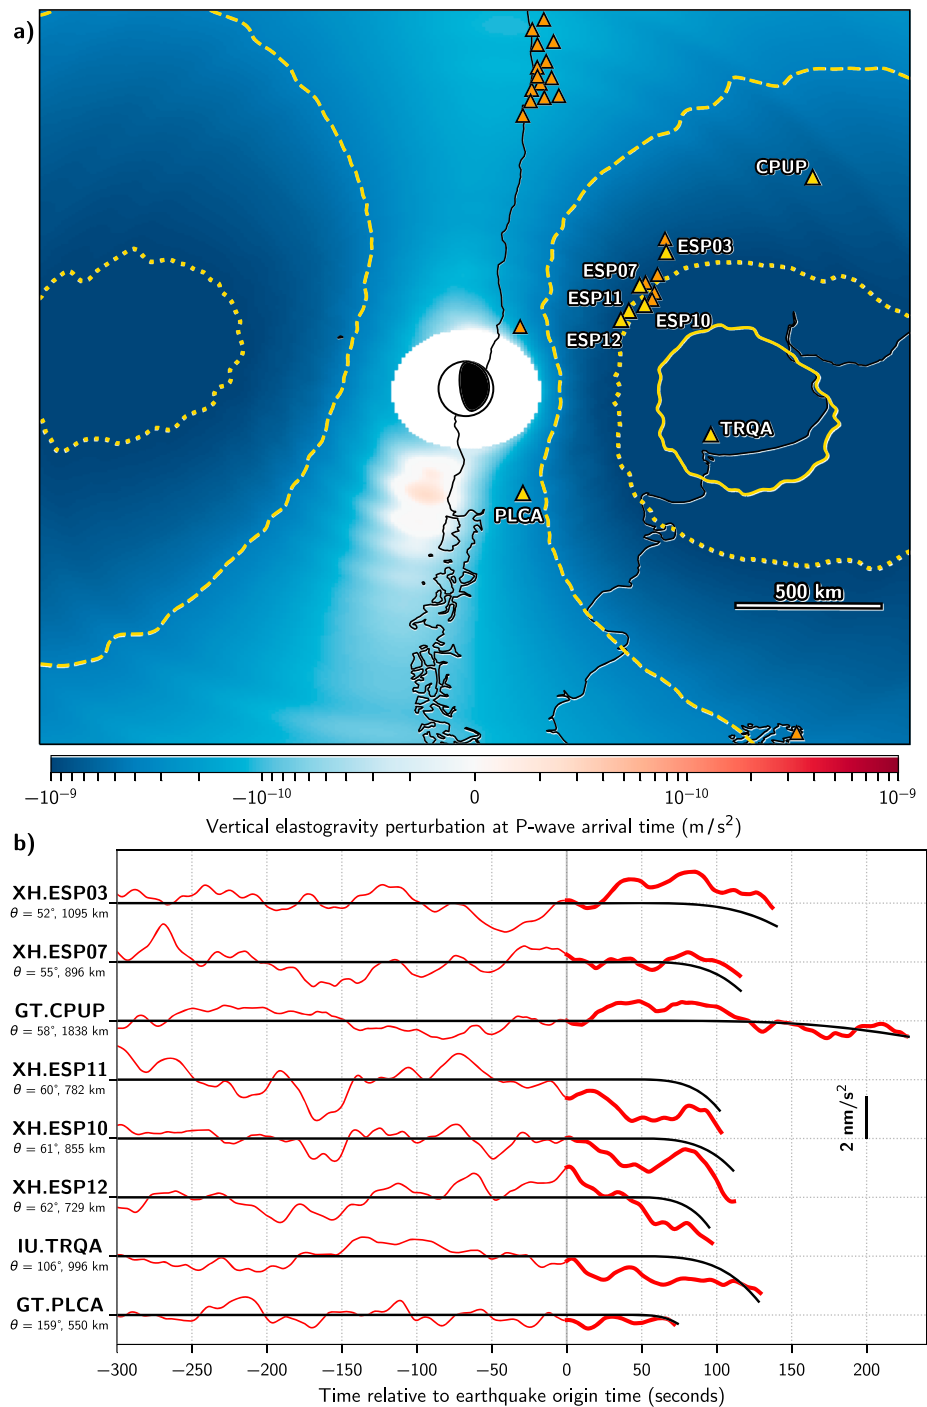 a)
CPUP
ESP03
ESP07
ESP11
ESP10
ESP12
TRQA
PLCA
500 km
−10⁻⁹ −10⁻¹⁰ 0 10⁻¹⁰ 10⁻⁹
Vertical elastogravity perturbation at P-wave arrival time (m/s²)
b)
XH.ESP03
θ = 52°, 1095 km
XH.ESP07
θ = 55°, 896 km
GT.CPUP
θ = 58°, 1838 km
XH.ESP11
θ = 60°, 782 km
XH.ESP10
θ = 61°, 855 km
XH.ESP12
θ = 62°, 729 km
IU.TRQA
θ = 106°, 996 km
GT.PLCA
θ = 159°, 550 km
2 nm/s²
−300 −250 −200 −150 −100 −50 0 50 100 150 200
Time relative to earthquake origin time (seconds)